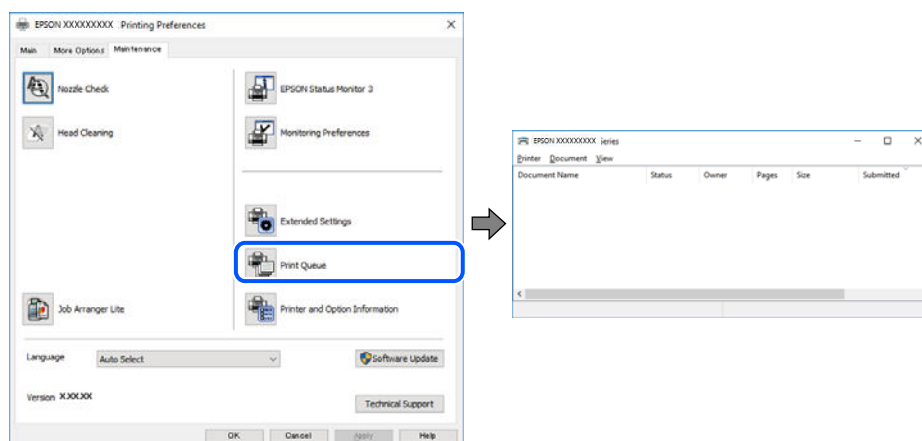 EPSON XXXXXXXXX Printing Preferences
Main More Options Maintenance
Nozzle Check
EPSON Status Monitor 3
Head Cleaning
Monitoring Preferences
Extended Settings
Print Queue
Job Arranger Lite
Printer and Option Information
Language Auto Select
Software Update
Version X.XX.XX
Technical Support
OK Cancel Apply Help
EPSON XXXXXXXXX ieries
Printer Document View
Document Name Status Owner Pages Size Submitted